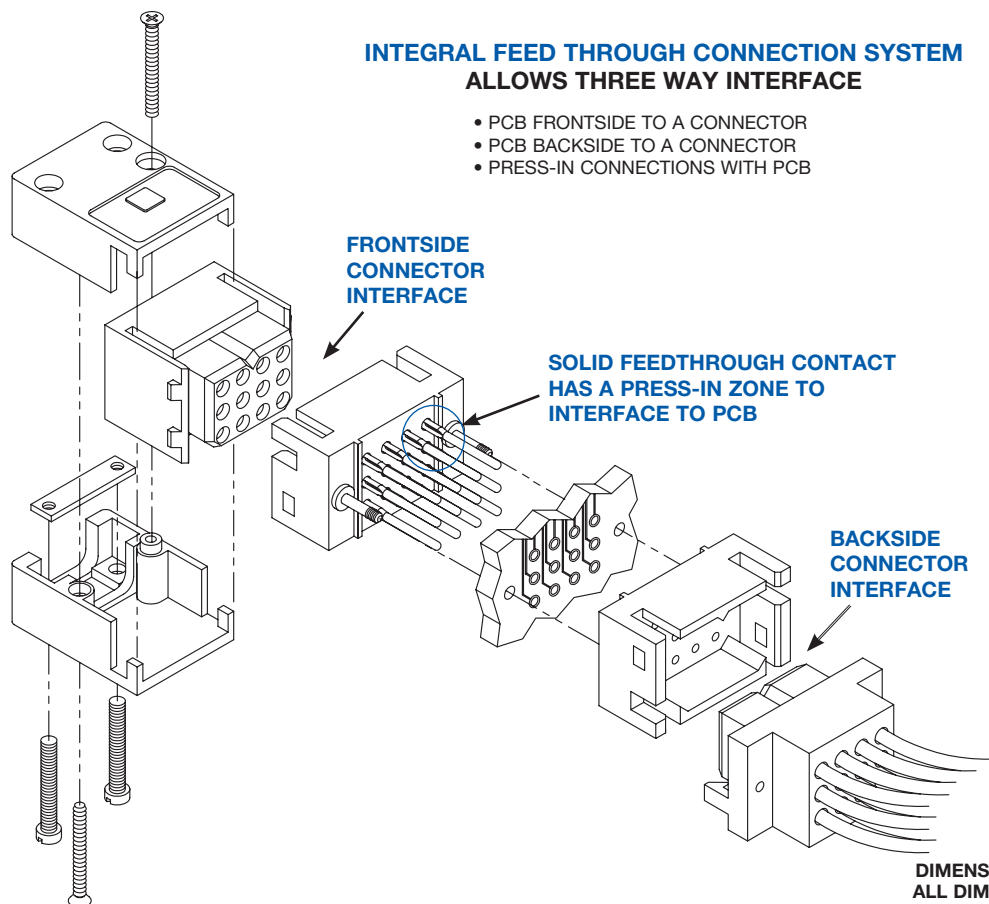 INTEGRAL FEED THROUGH CONNECTION SYSTEM
ALLOWS THREE WAY INTERFACE
• PCB FRONTSIDE TO A CONNECTOR
• PCB BACKSIDE TO A CONNECTOR
• PRESS-IN CONNECTIONS WITH PCB
FRONTSIDE
CONNECTOR
INTERFACE
SOLID FEEDTHROUGH CONTACT
HAS A PRESS-IN ZONE TO
INTERFACE TO PCB
BACKSIDE
CONNECTOR
INTERFACE
DIMENS
ALL DIM